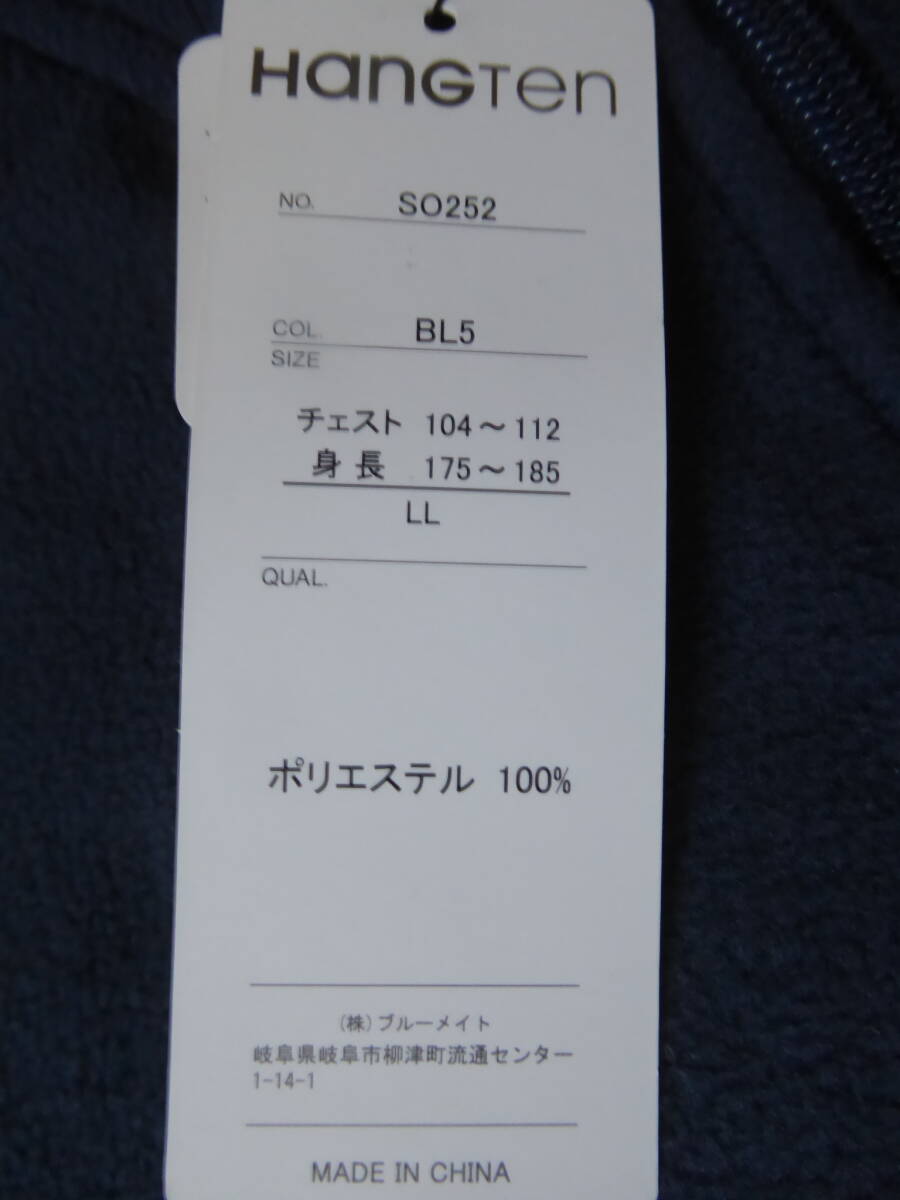 HANGTEN
NO. SO252
COL. BL5
SIZE
チェスト 104～112
身長 175～185
LL
QUAL.
ポリエステル 100%
(株)ブルーメイト
岐阜県岐阜市柳津町流通センター
1-14-1
MADE IN CHINA